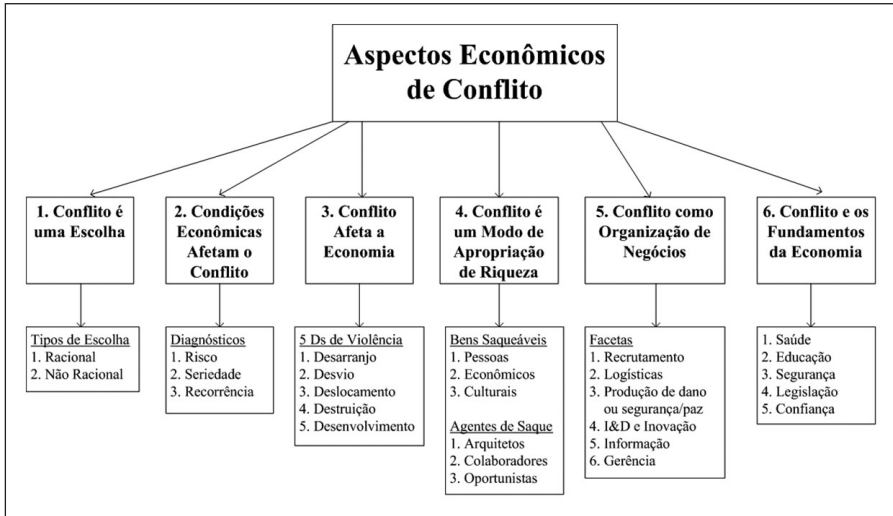 Aspectos Econômicos
de Conflito
1. Conflito é
uma Escolha
2. Condições
Econômicas
Afetam o
Conflito
3. Conflito
Afeta a
Economia
4. Conflito é
um Modo de
Apropriação
de Riqueza
5. Conflito como
Organização de
Negócios
6. Conflito e os
Fundamentos
da Economia
Tipos de Escolha
1. Racional
2. Não Racional
Diagnósticos
1. Risco
2. Seriedade
3. Recorrência
5 Ds de Violência
1. Desarranjo
2. Desvio
3. Deslocamento
4. Destruição
5. Desenvolvimento
Bens Saqueáveis
1. Pessoas
2. Econômicos
3. Culturais
Agentes de Saque
1. Arquitetos
2. Colaboradores
3. Oportunistas
Facetas
1. Recrutamento
2. Logísticas
3. Produção de dano
ou segurança/paz
4. I&D e Inovação
5. Informação
6. Gerência
1. Saúde
2. Educação
3. Segurança
4. Legislação
5. Confiança